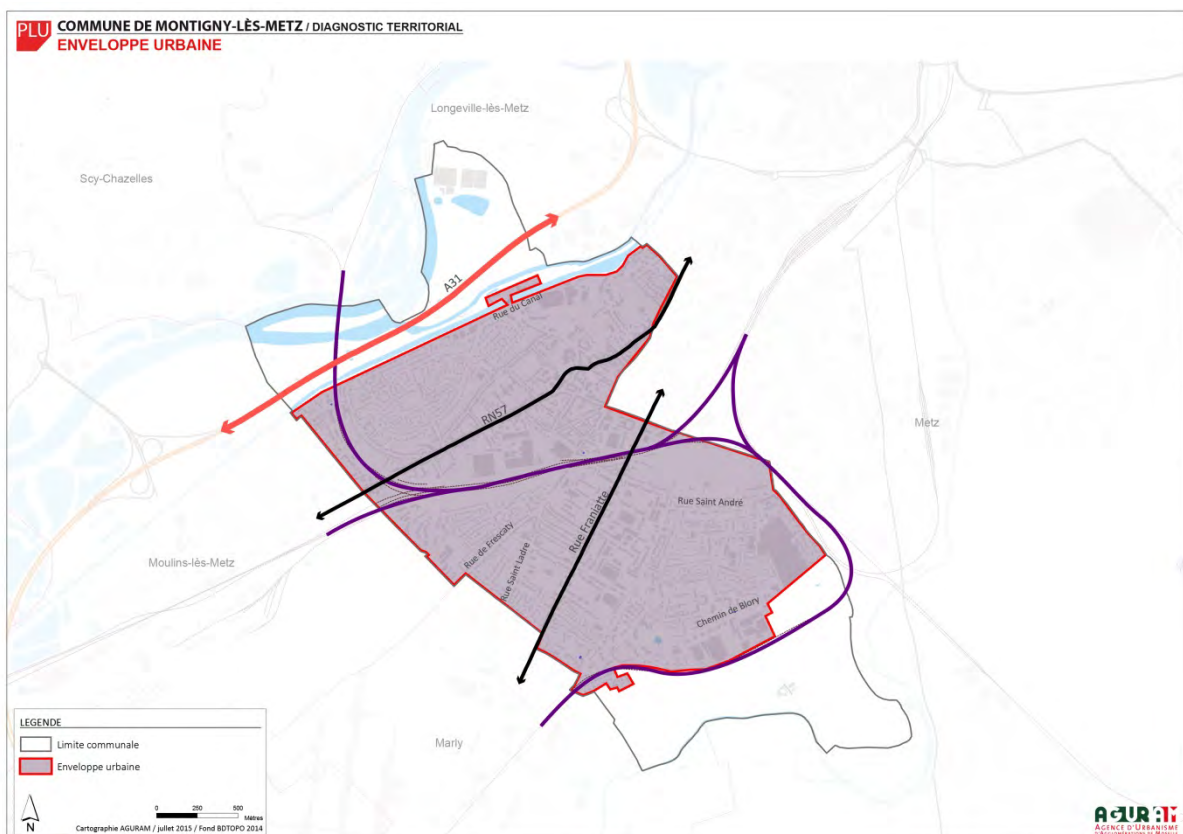 PLU
COMMUNE DE MONTIGNY-LÈS-METZ / DIAGNOSTIC TERRITORIAL
ENVELOPPE URBAINE
Longeville-lès-Metz
Scy-Chazelles
A31
Rue du Canal
RN57
Metz
Rue Saint André
Rue Franiatte
Rue de Frescaty
Moulins-lès-Metz
Rue Saint Ladre
Chemin de Blory
Marly
LEGENDE
Limite communale
Enveloppe urbaine
0 250 500
Mètres
N
Cartographie AGURAM / juillet 2015 / Fond BDTOPO 2014
AGURAM
AGENCE D'URBANISME
D'AGGLOMÉRATIONS DE MOSELLE